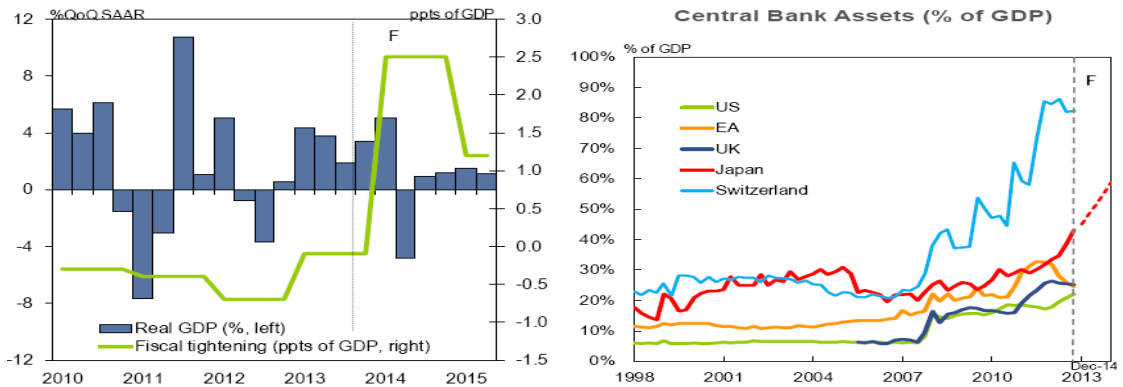 %QoQ SAAR
ppts of GDP
12
8
4
0
-4
-8
-12
3.0
2.5
2.0
1.5
1.0
0.5
0.0
-0.5
-1.0
-1.5
F
Real GDP (%, left)
Fiscal tightening (ppts of GDP, right)
2010 2011 2012 2013 2014 2015
Central Bank Assets (% of GDP)
% of GDP
100%
90%
80%
70%
60%
50%
40%
30%
20%
10%
0%
F
US
EA
UK
Japan
Switzerland
Dec-14
1998 2001 2004 2007 2010 2013